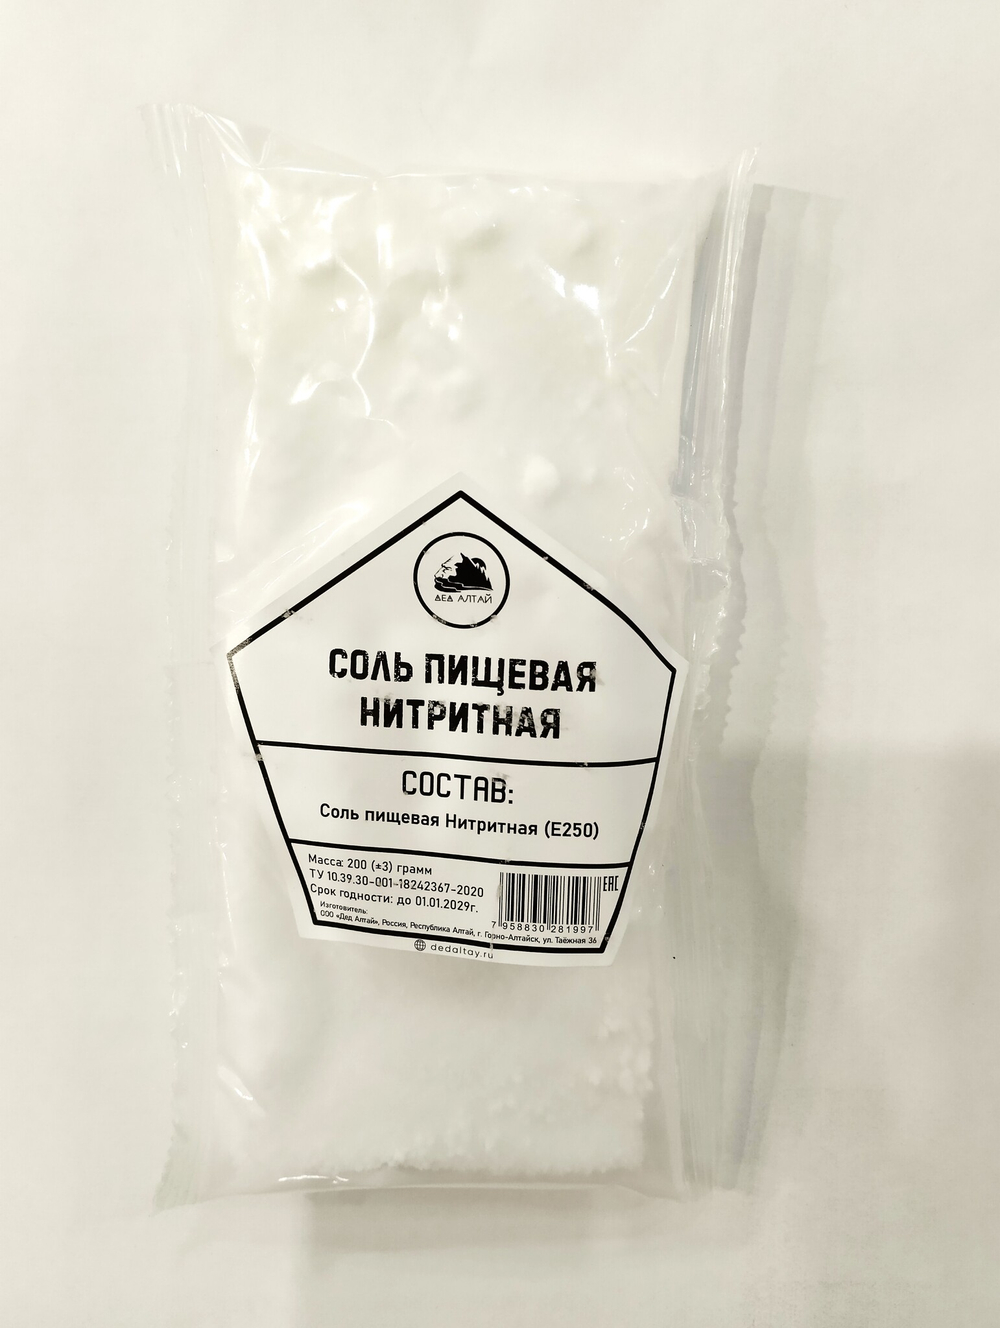 ДЕД АЛТАЙ
СОЛЬ ПИЩЕВАЯ
НИТРИТНАЯ
СОСТАВ:
Соль пищевая Нитритная (Е250)
Масса: 200 (±3) грамм
ТУ 10.39.30-001-18242367-2020
Срок годности: до 01.01.2029г.
Изготовитель:
ООО «Дед Алтай», Россия, Республика Алтай, г. Горно-Алтайск, ул. Таёжная 36
EAC
7 958830 281997
dedaltay.ru